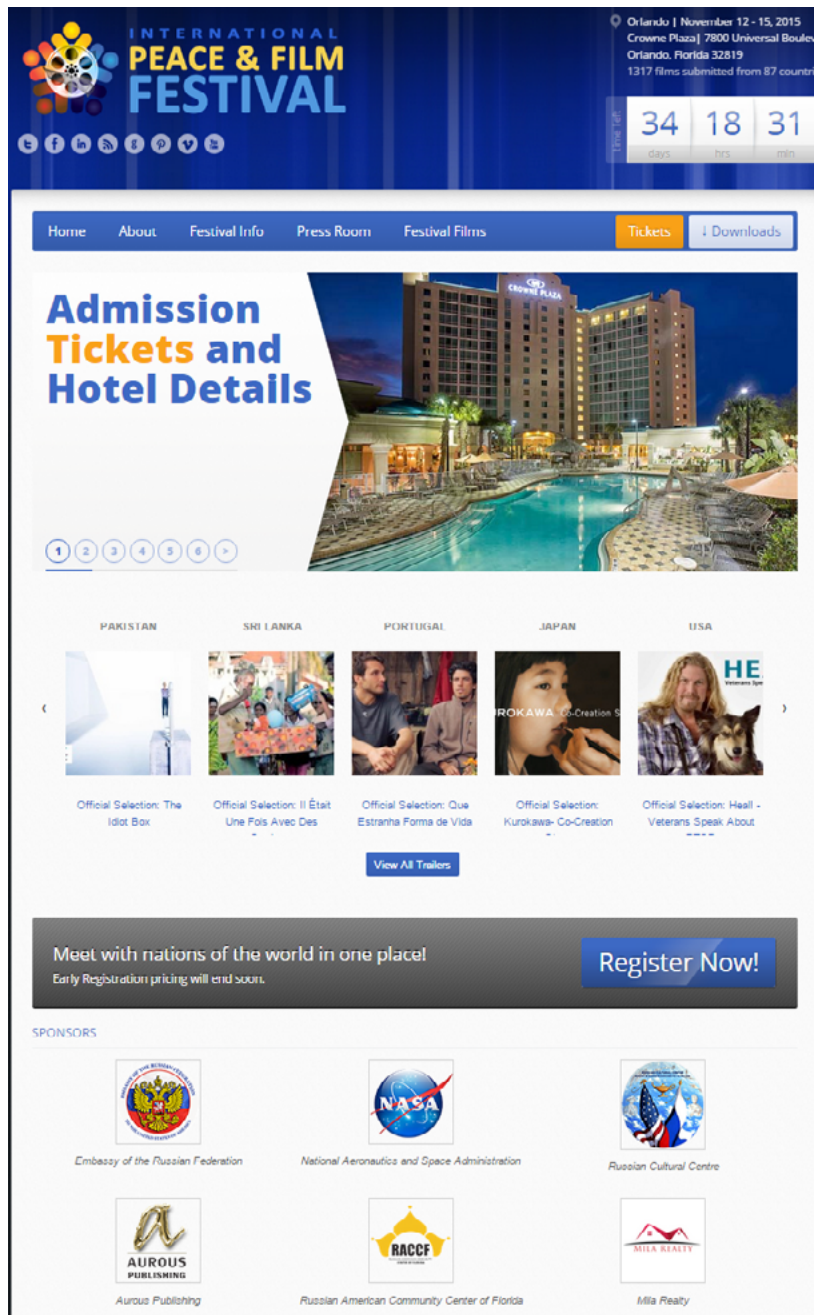 INTERNATIONAL
PEACE & FILM
FESTIVAL
Orlando | November 12 - 15, 2015
Crowne Plaza| 7800 Universal Boulev
Orlando, Florida 32819
1317 films submitted from 87 countri
Time left
34 18 31
days hrs min
Home About Festival Info Press Room Festival Films Tickets ↓ Downloads
CROWNE PLAZA
Admission
Tickets and
Hotel Details
1 2 3 4 5 6 >
PAKISTAN SRI LANKA PORTUGAL JAPAN USA
HE
Veterans Spe
UROKAWA Co-Creation S
‹ ›
Official Selection: The Official Selection: Il Était Official Selection: Que Official Selection: Official Selection: Heall -
Idiot Box Une Fois Avec Des Estranha Forma de Vida Kurokawa- Co-Creation Veterans Speak About
View All Trailers
Meet with nations of the world in one place!
Early Registration pricing will end soon.
Register Now!
SPONSORS
NASA
Embassy of the Russian Federation National Aeronautics and Space Administration Russian Cultural Centre
a
AUROUS
PUBLISHING
RACCF
MILA REALTY
Aurous Publishing Russian American Community Center of Florida Mila Realty